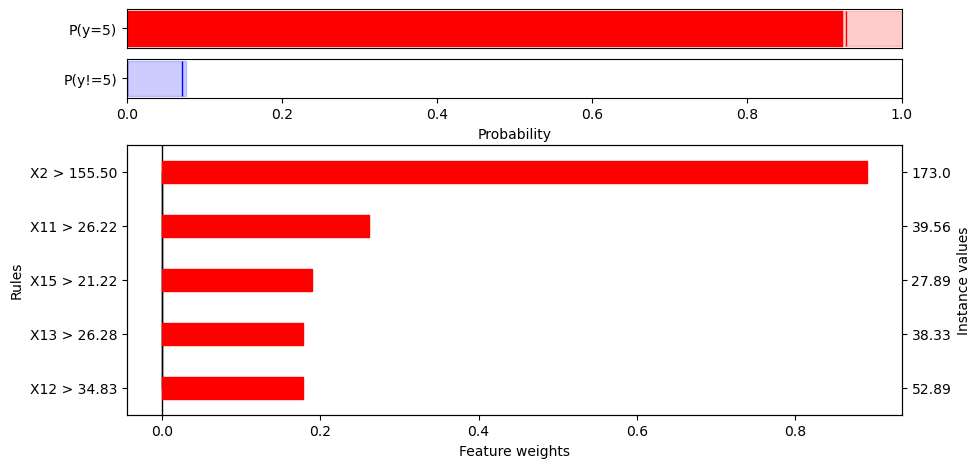 P(y=5)
P(y!=5)
0.0 0.2 0.4 0.6 0.8 1.0
Probability
X2 > 155.50 173.0
X11 > 26.22 39.56
X15 > 21.22 27.89
X13 > 26.28 38.33
X12 > 34.83 52.89
Rules
Instance values
0.0 0.2 0.4 0.6 0.8
Feature weights